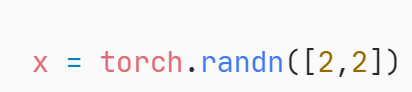 x = torch.randn([2,2])